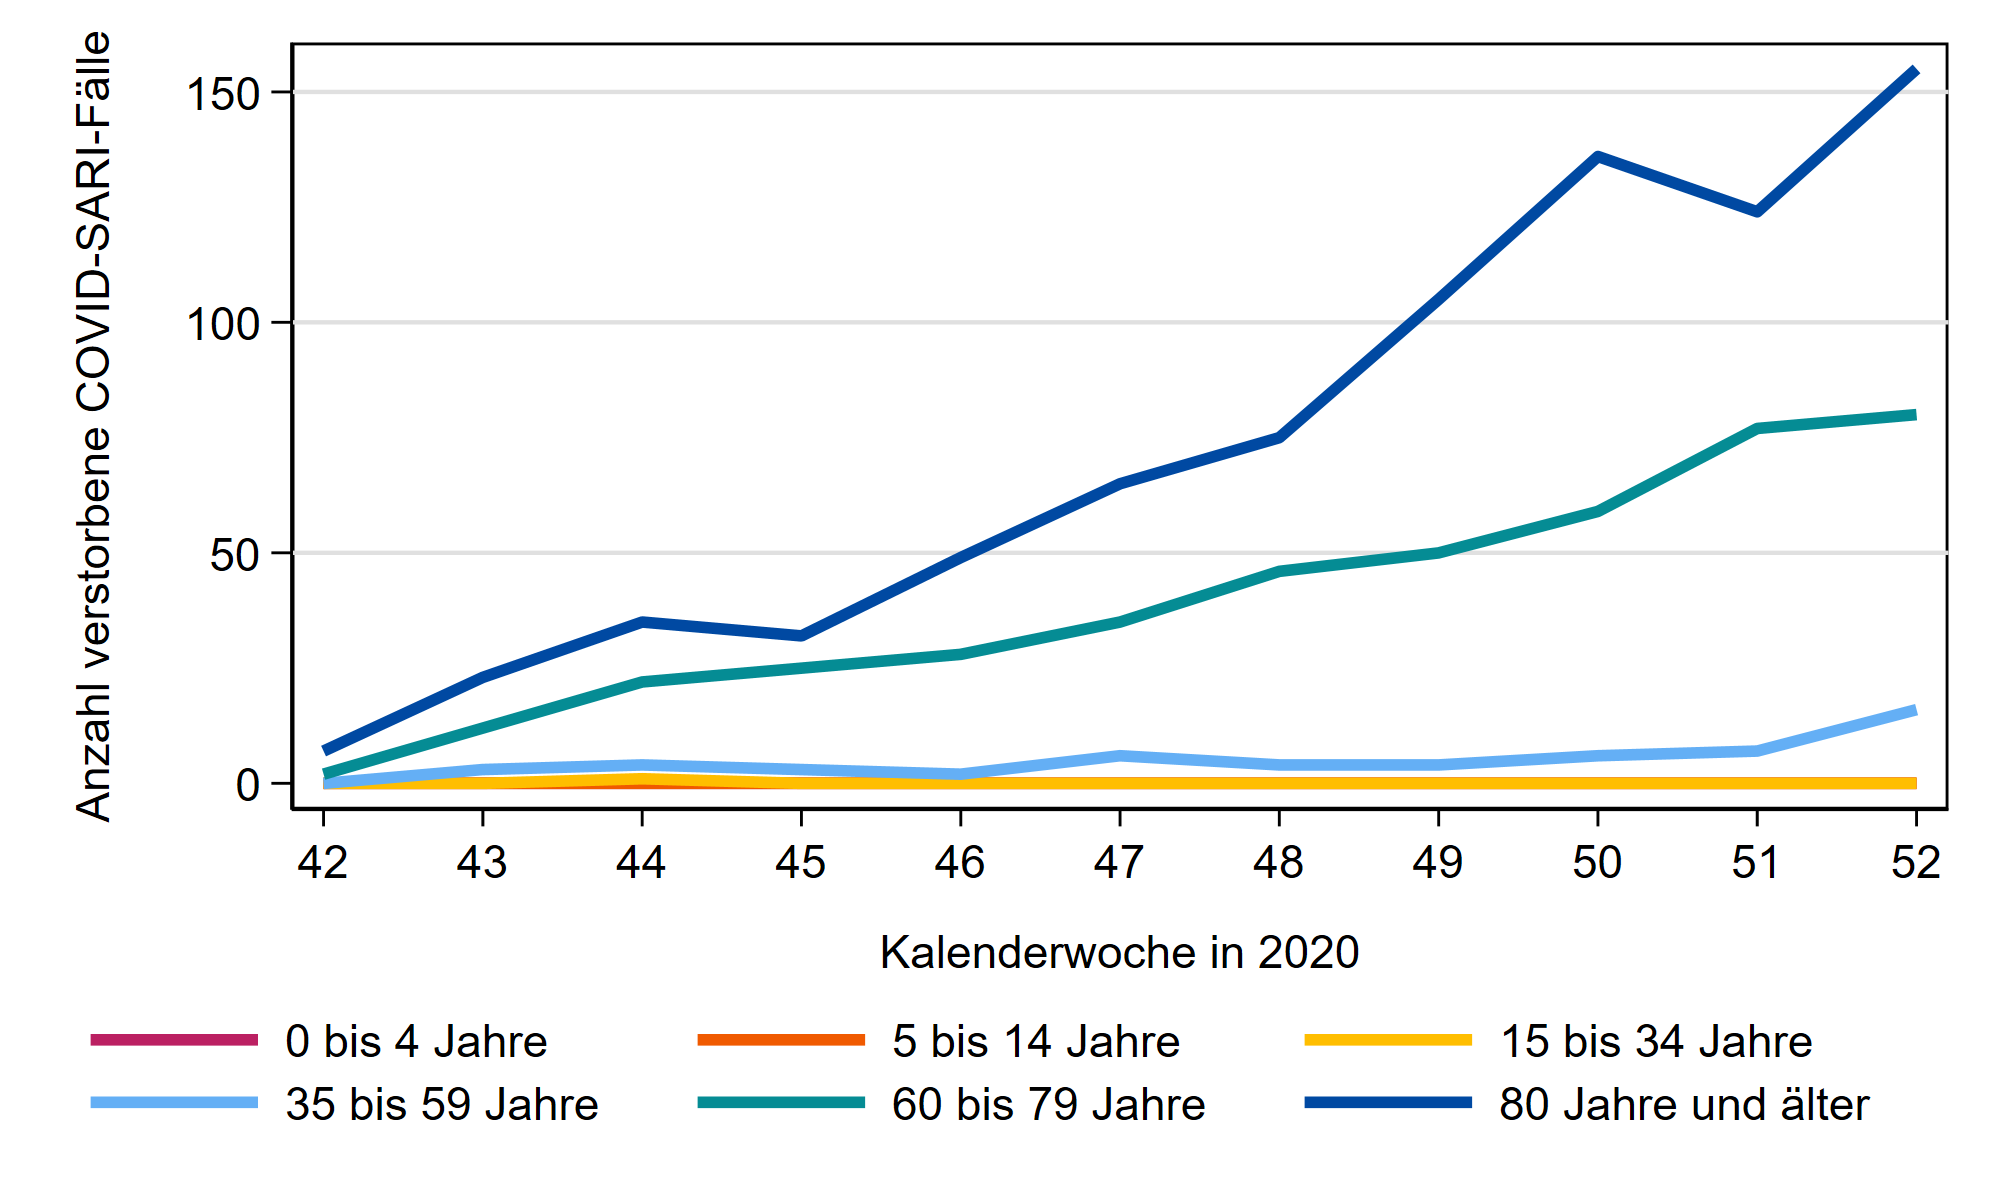 Anzahl verstorbene COVID-SARI-Fälle
150
100
50
0
42 43 44 45 46 47 48 49 50 51 52
Kalenderwoche in 2020
0 bis 4 Jahre 5 bis 14 Jahre 15 bis 34 Jahre
35 bis 59 Jahre 60 bis 79 Jahre 80 Jahre und älter